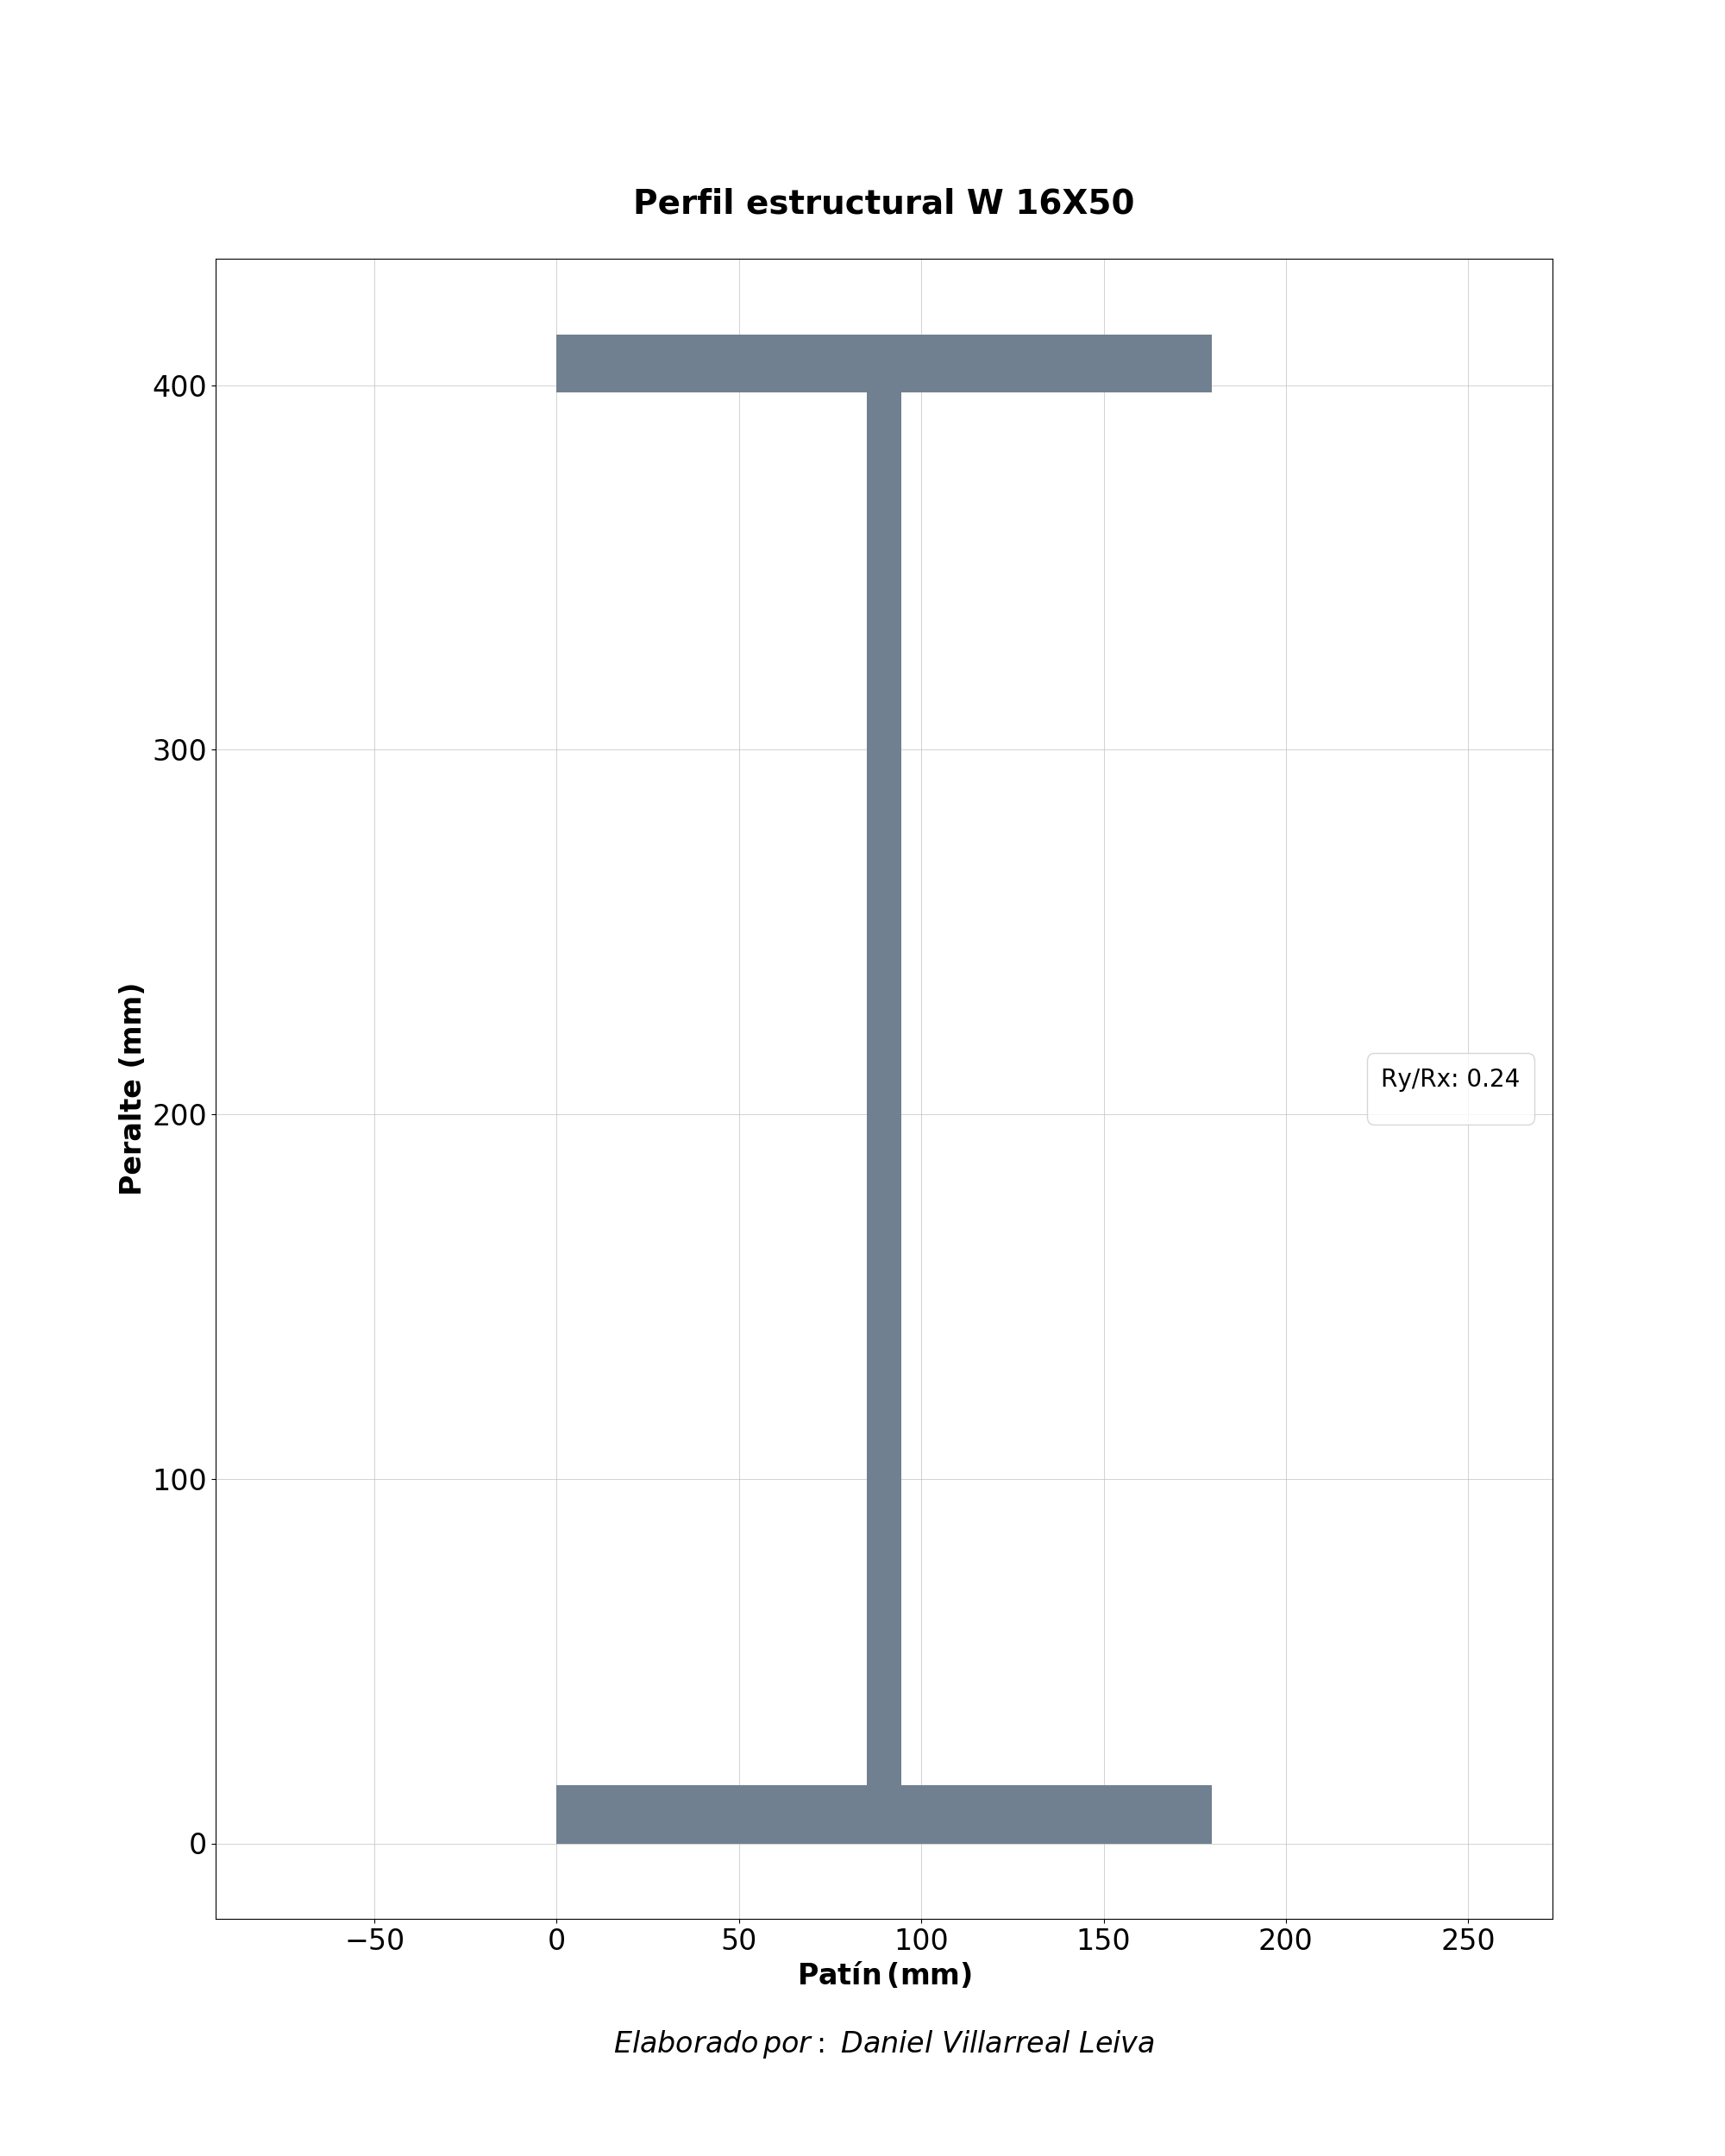 Perfil estructural W 16X50
Peralte (mm)
400
300
200
100
0
Ry/Rx: 0.24
−50 0 50 100 150 200 250
Patín (mm)
Elaborado por: Daniel Villarreal Leiva